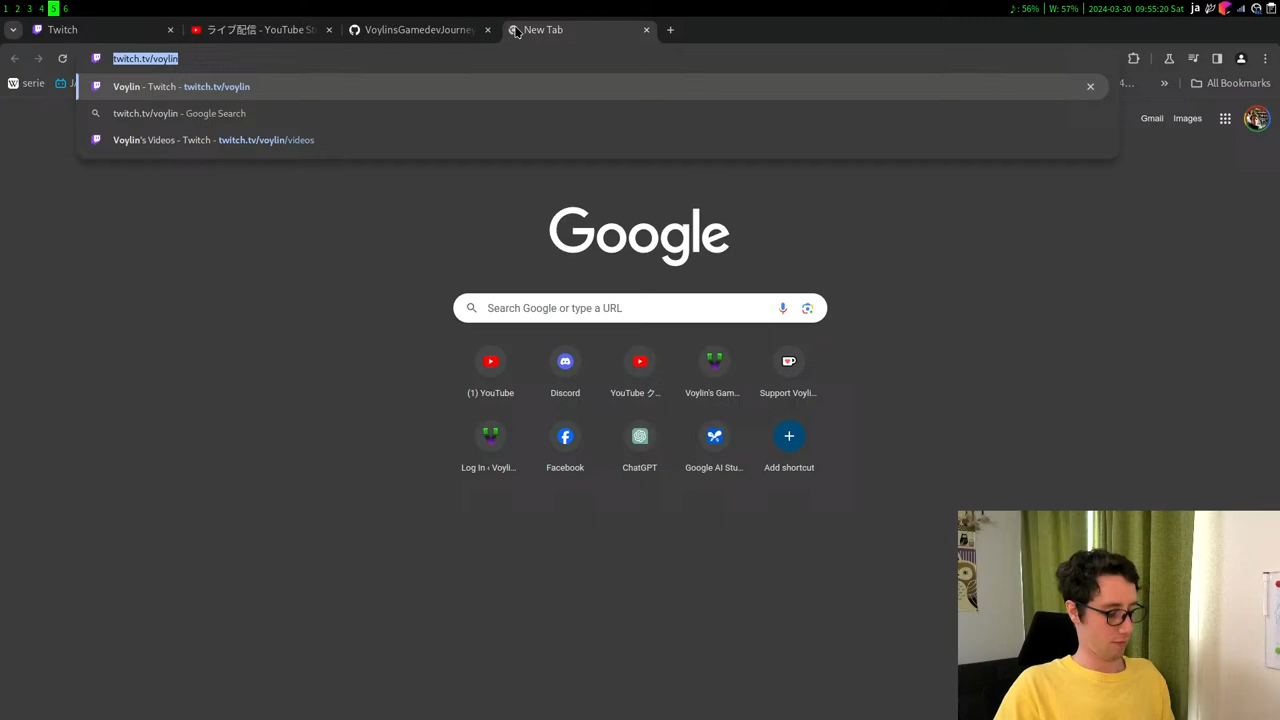 1 2 3 4 5 6
♪: 56% | W: 57% | 2024-03-30 09:55:20 Sat
Twitch
ライブ配信 - YouTube St
VoylinsGamedevJourney
New Tab
twitch.tv/voylin
serie
JA
4…
»
All Bookmarks
Voylin - Twitch - twitch.tv/voylin
twitch.tv/voylin - Google Search
Voylin's Videos - Twitch - twitch.tv/voylin/videos
Gmail Images
Google
Search Google or type a URL
(1) YouTube
Discord
YouTube ク…
Voylin's Gam…
Support Voyli…
Log In ‹ Voyli…
Facebook
ChatGPT
Google AI Stu…
Add shortcut